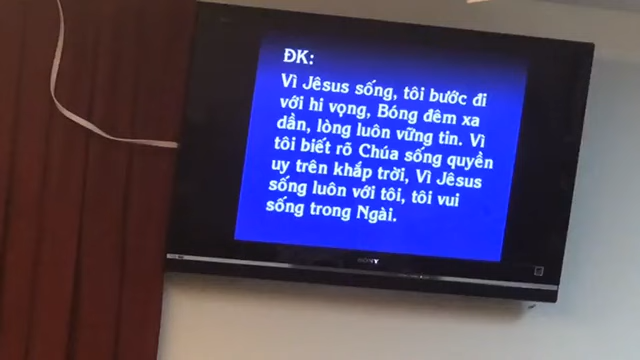 ĐK:
Vì Jêsus sống, tôi bước đi
với hi vọng, Bóng đêm xa
dần, lòng luôn vững tin. Vì
tôi biết rõ Chúa sống quyền
uy trên khắp trời, Vì Jêsus
sống luôn với tôi, tôi vui
sống trong Ngài.
SONY